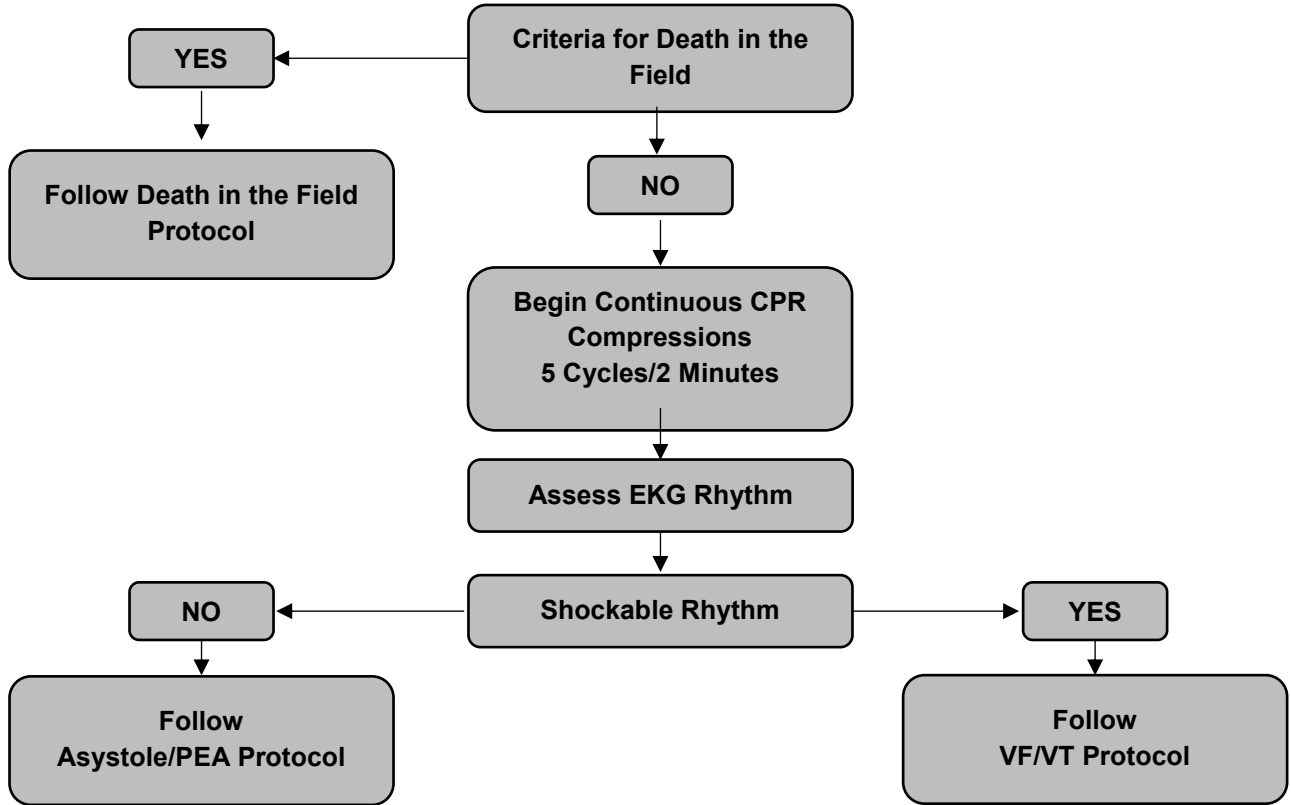 YES
Criteria for Death in the
Field
Follow Death in the Field
Protocol
NO
Begin Continuous CPR
Compressions
5 Cycles/2 Minutes
Assess EKG Rhythm
NO
Shockable Rhythm
YES
Follow
Asystole/PEA Protocol
Follow
VF/VT Protocol